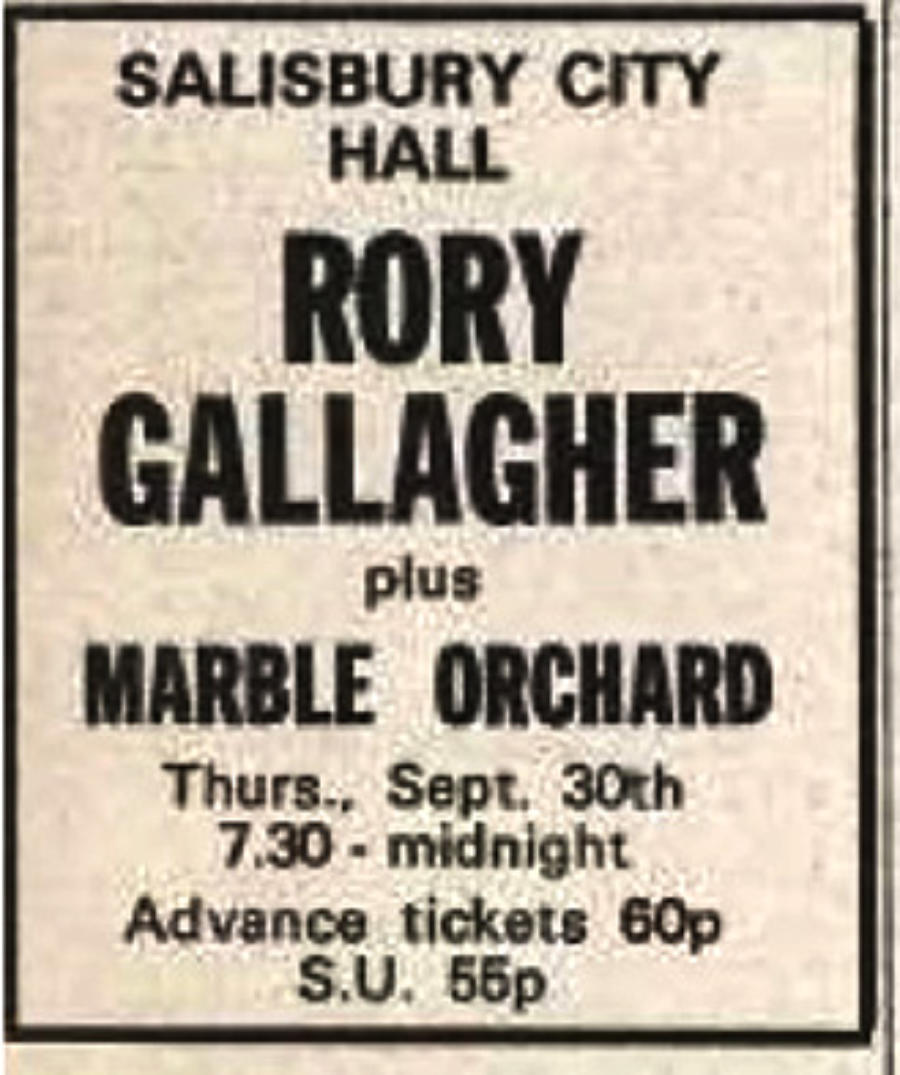 SALISBURY CITY
HALL
RORY
GALLAGHER
plus
MARBLE ORCHARD
Thurs., Sept. 30th
7.30 - midnight
Advance tickets 60p
S.U. 55p